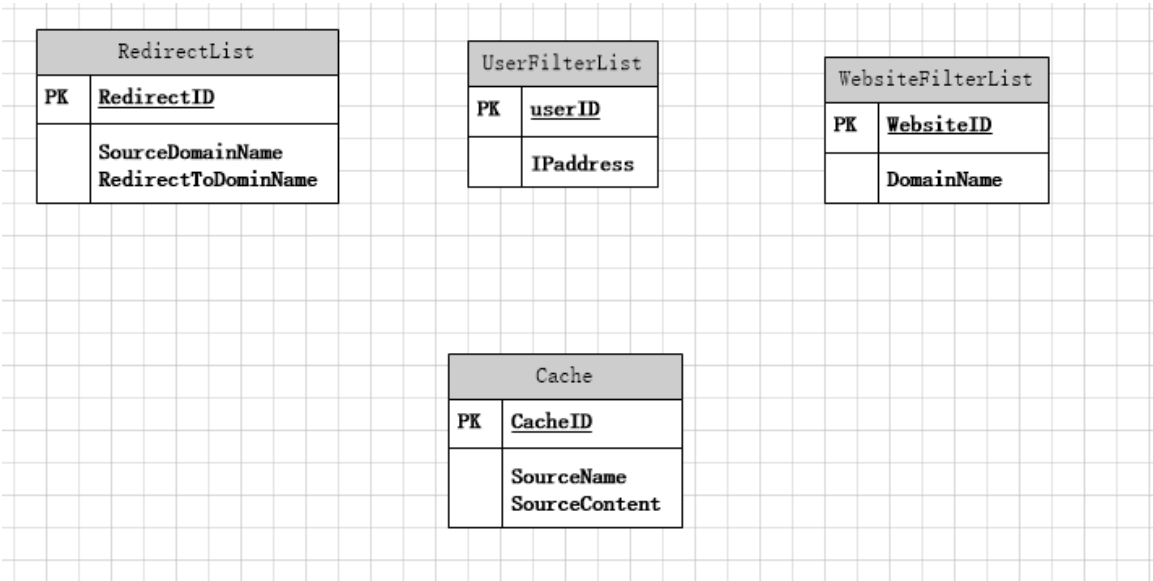 RedirectList
PK RedirectID
SourceDomainName
RedirectToDominName
UserFilterList
PK userID
IPaddress
WebsiteFilterList
PK WebsiteID
DomainName
Cache
PK CacheID
SourceName
SourceContent